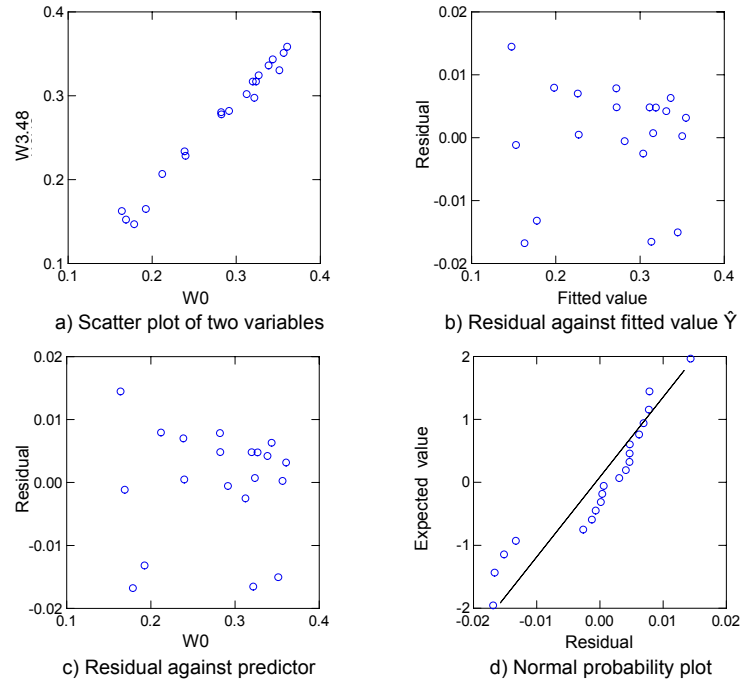 0.4
0.3
0.2
0.1
W3.48
0.1 0.2 0.3 0.4
W0
a) Scatter plot of two variables
0.02
0.01
0.00
-0.01
-0.02
Residual
0.1 0.2 0.3 0.4
Fitted value
b) Residual against fitted value Ŷ
0.02
0.01
0.00
-0.01
-0.02
Residual
0.1 0.2 0.3 0.4
W0
c) Residual against predictor
2
1
0
-1
-2
Expected value
-0.02 -0.01 0.00 0.01 0.02
Residual
d) Normal probability plot